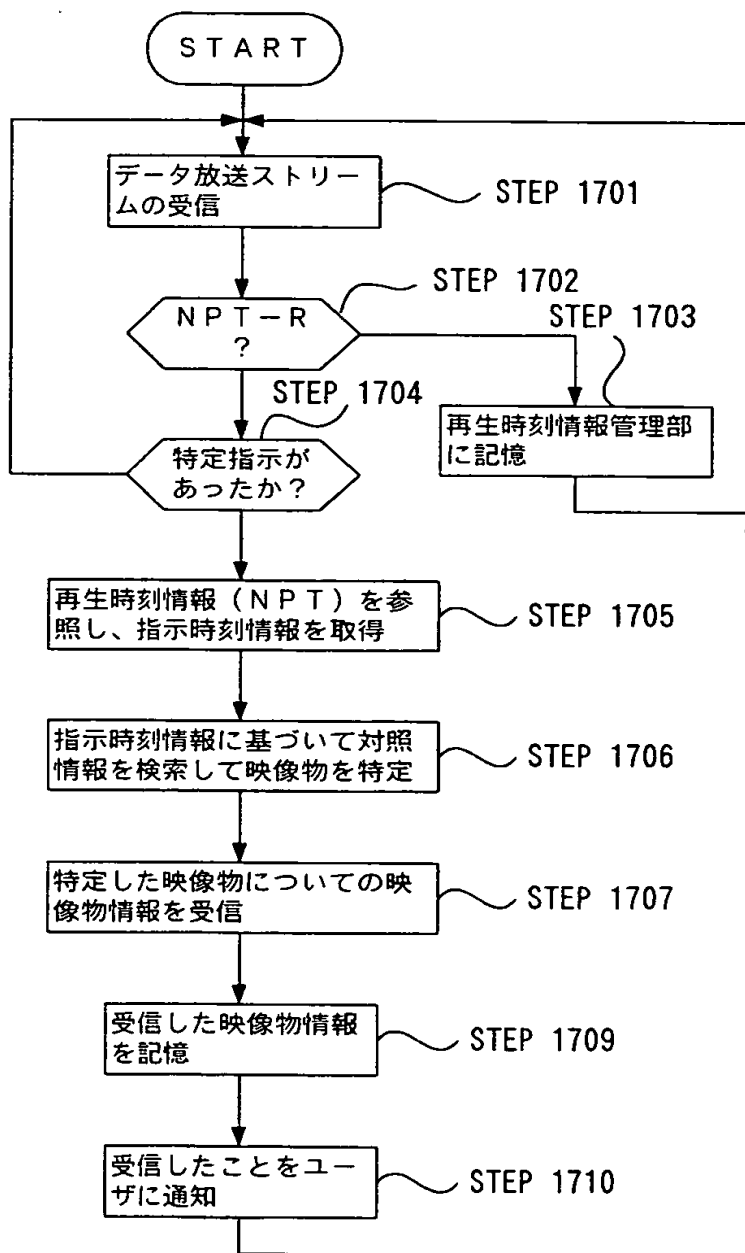 START
データ放送ストリー
ムの受信
STEP 1701
STEP 1702
NPT－R
?
STEP 1703
再生時刻情報管理部
に記憶
STEP 1704
特定指示が
あったか？
再生時刻情報（NPT）を参
照し、指示時刻情報を取得
STEP 1705
指示時刻情報に基づいて対照
情報を検索して映像物を特定
STEP 1706
特定した映像物についての映
像物情報を受信
STEP 1707
受信した映像物情報
を記憶
STEP 1709
受信したことをユー
ザに通知
STEP 1710